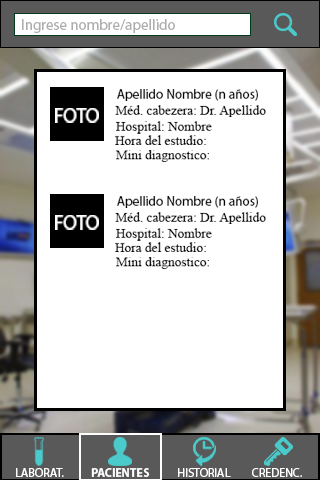 Ingrese nombre/apellido
FOTO
Apellido Nombre (n años)
Méd. cabezera: Dr. Apellido
Hospital: Nombre
Hora del estudio:
Mini diagnostico:
FOTO
Apellido Nombre (n años)
Méd. cabezera: Dr. Apellido
Hospital: Nombre
Hora del estudio:
Mini diagnostico:
LABORAT. PACIENTES HISTORIAL CREDENC.